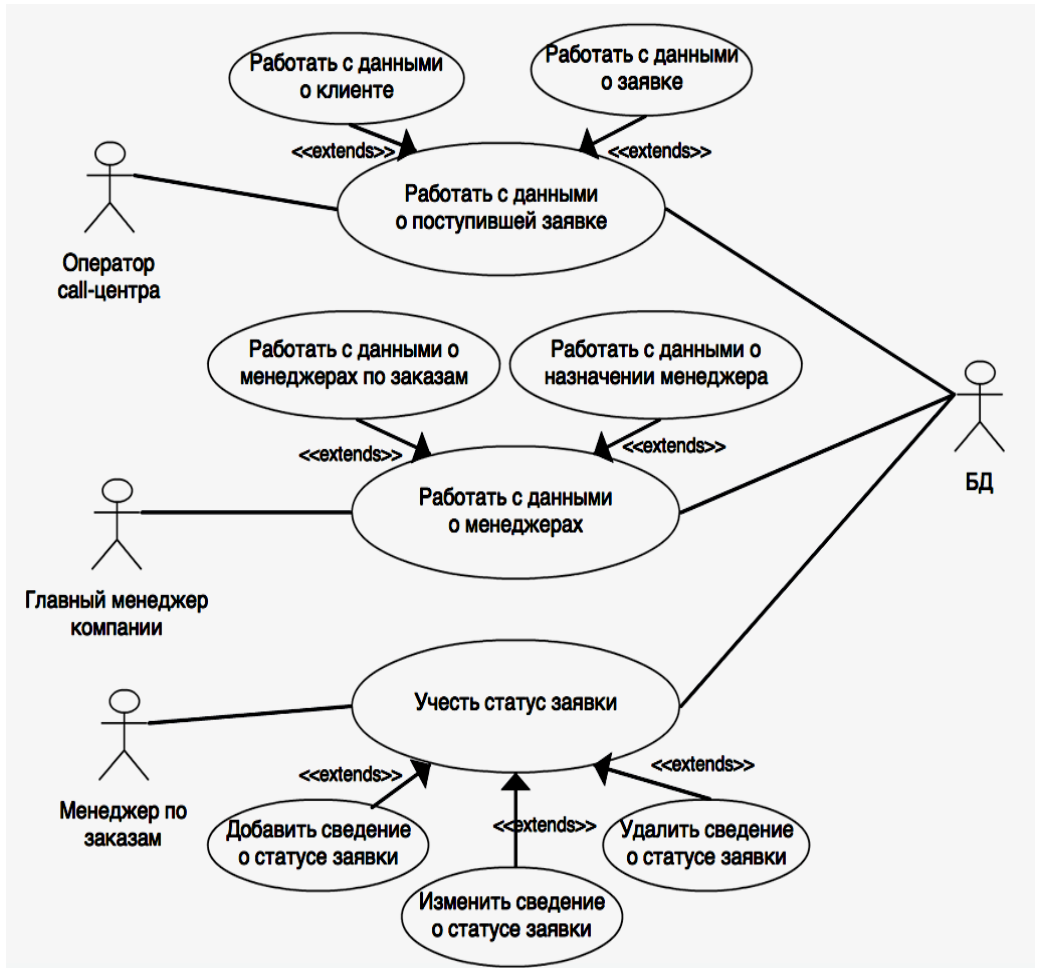 Работать с данными
о клиенте
Работать с данными
о заявке
<<extends>>
<<extends>>
Работать с данными
о поступившей заявке
Оператор
call-центра
Работать с данными о
менеджерах по заказам
Работать с данными о
назначении менеджера
<<extends>>
<<extends>>
БД
Работать с данными
о менеджерах
Главный менеджер
компании
Учесть статус заявки
<<extends>>
<<extends>>
Менеджер по
заказам
Добавить сведение
о статусе заявки
<<extends>>
Удалить сведение
о статусе заявки
Изменить сведение
о статусе заявки